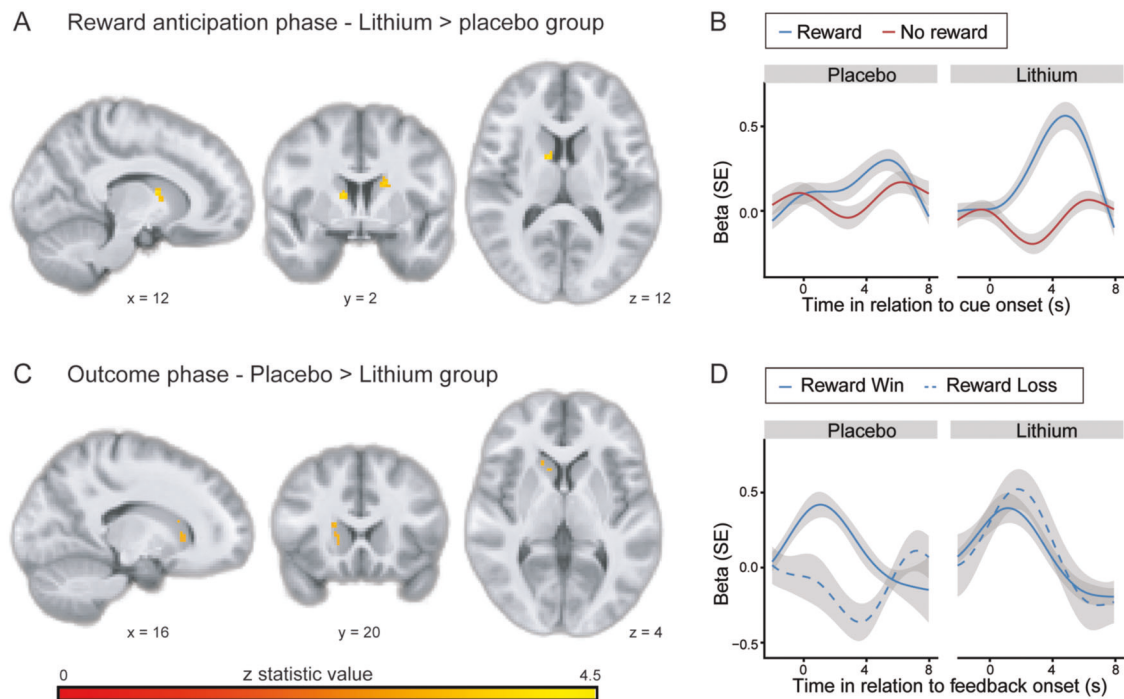 A Reward anticipation phase - Lithium > placebo group
x = 12
y = 2
z = 12
B
Reward No reward
Placebo Lithium
Beta (SE)
0.5
0.0
0 4 8 0 4 8
Time in relation to cue onset (s)
C Outcome phase - Placebo > Lithium group
x = 16
y = 20
z = 4
0 z statistic value 4.5
D
Reward Win Reward Loss
Placebo Lithium
Beta (SE)
0.5
0.0
−0.5
0 4 8 0 4 8
Time in relation to feedback onset (s)